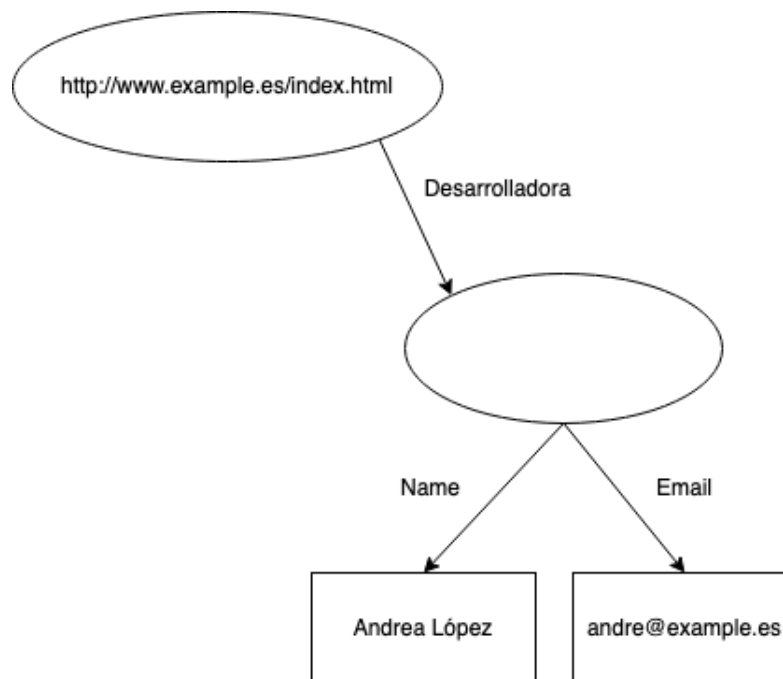 http://www.example.es/index.html
Desarrolladora
Name
Email
Andrea López
andre@example.es